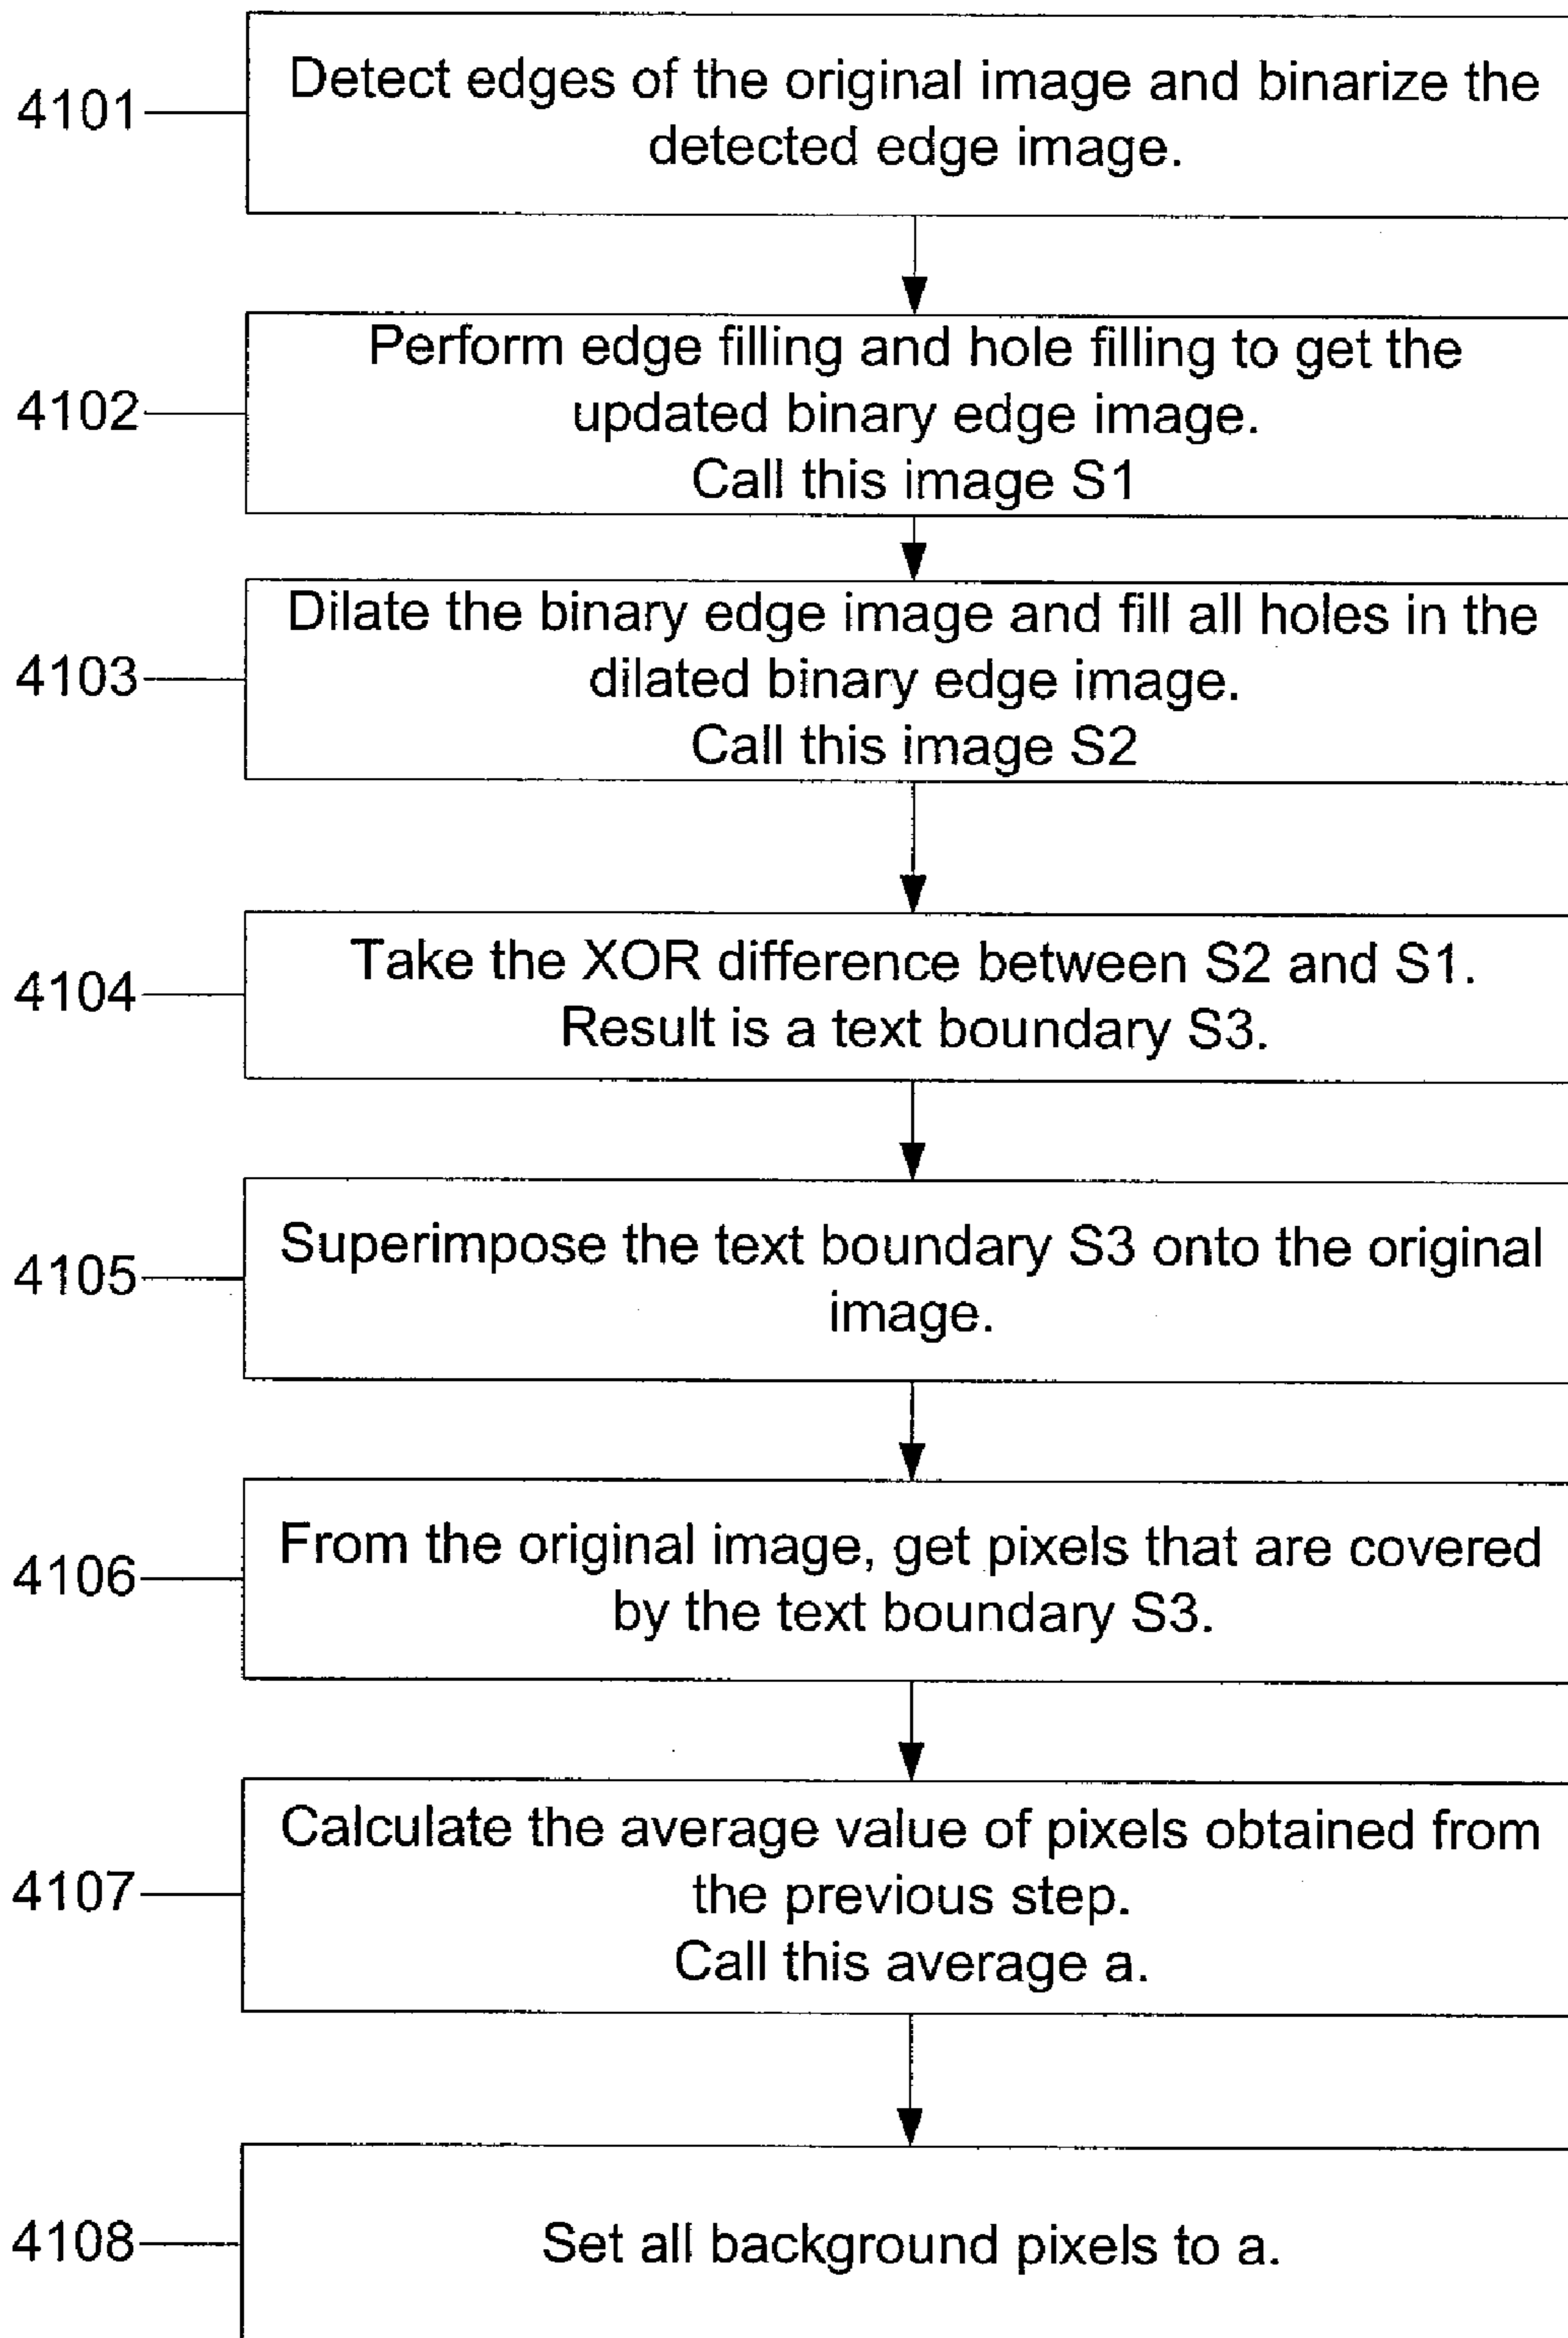 4101
Detect edges of the original image and binarize the
detected edge image.
4102
Perform edge filling and hole filling to get the
updated binary edge image.
Call this image S1
4103
Dilate the binary edge image and fill all holes in the
dilated binary edge image.
Call this image S2
4104
Take the XOR difference between S2 and S1.
Result is a text boundary S3.
4105
Superimpose the text boundary S3 onto the original
image.
4106
From the original image, get pixels that are covered
by the text boundary S3.
4107
Calculate the average value of pixels obtained from
the previous step.
Call this average a.
4108
Set all background pixels to a.